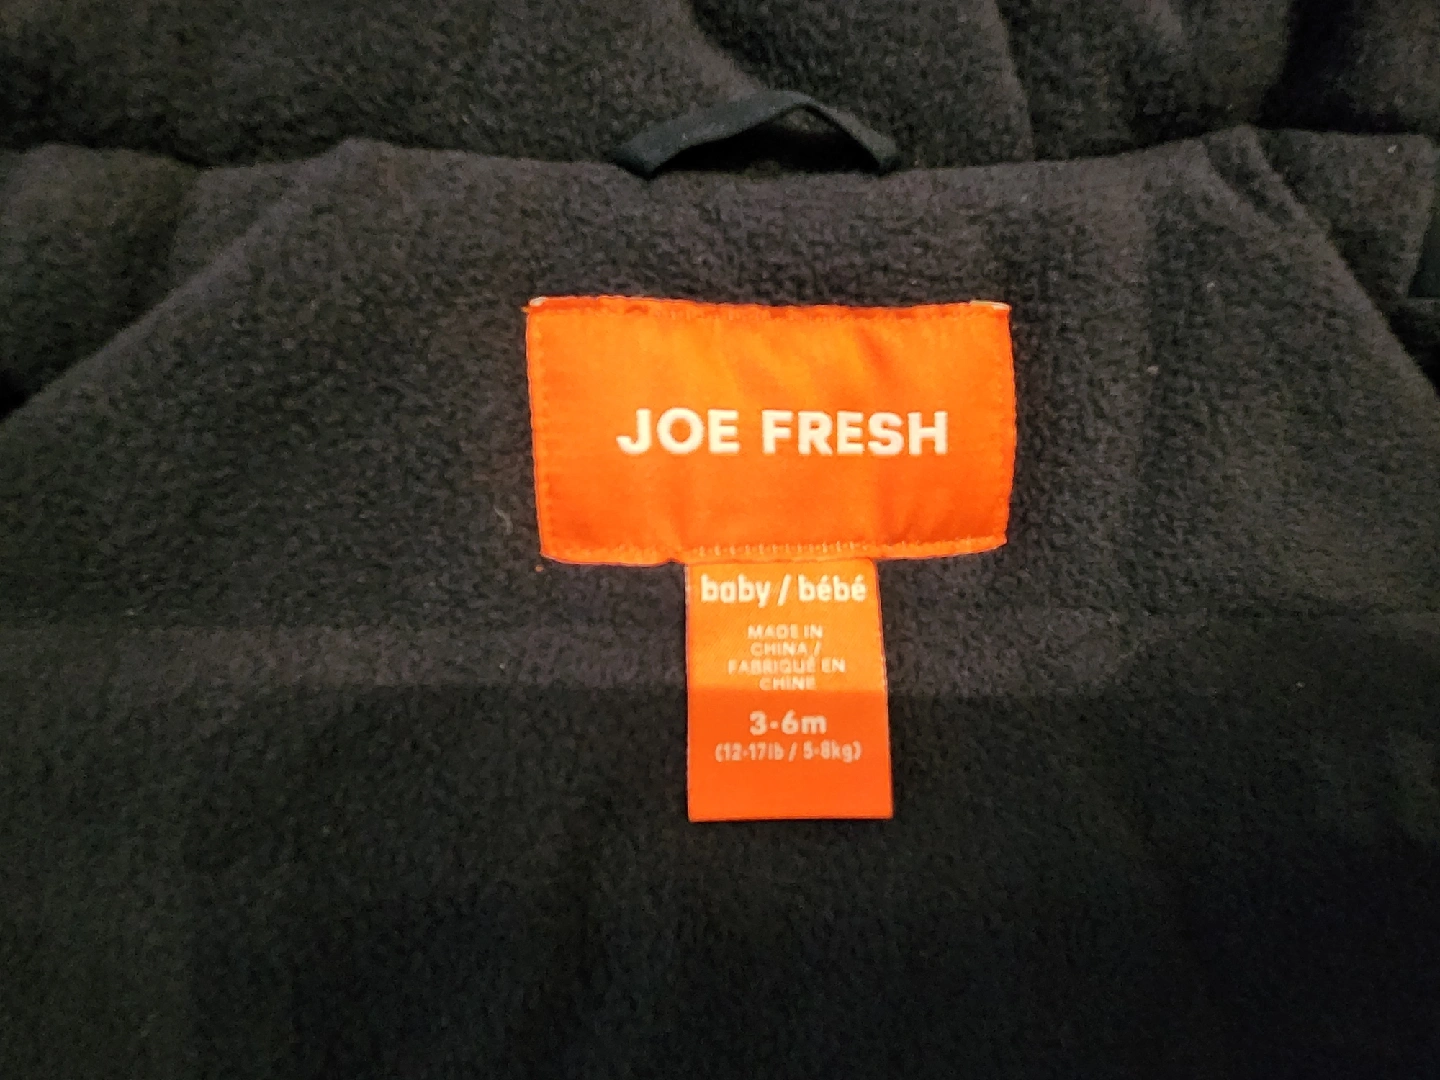 JOE FRESH
baby / bébé
MADE IN
CHINA /
FABRIQUÉ EN
CHINE
3-6m
(12-17lb / 5-8kg)